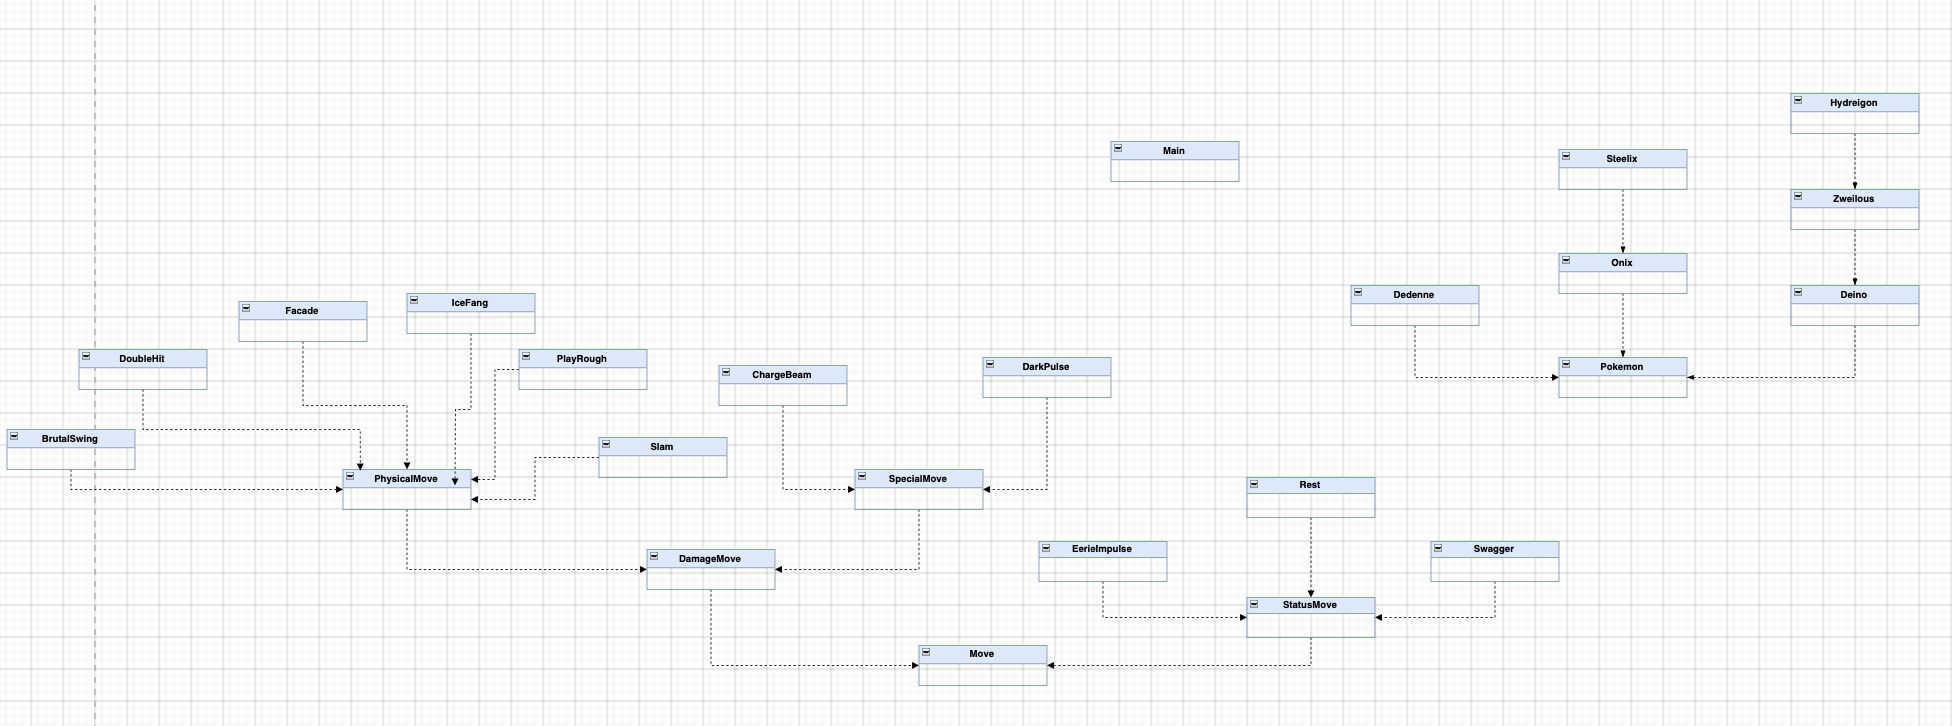 Hydreigon
Main
Steelix
Zweilous
Onix
Dedenne
Deino
IceFang
Facade
DoubleHit
PlayRough
ChargeBeam
DarkPulse
Pokemon
BrutalSwing
Slam
PhysicalMove
SpecialMove
Rest
DamageMove
EerieImpulse
Swagger
StatusMove
Move